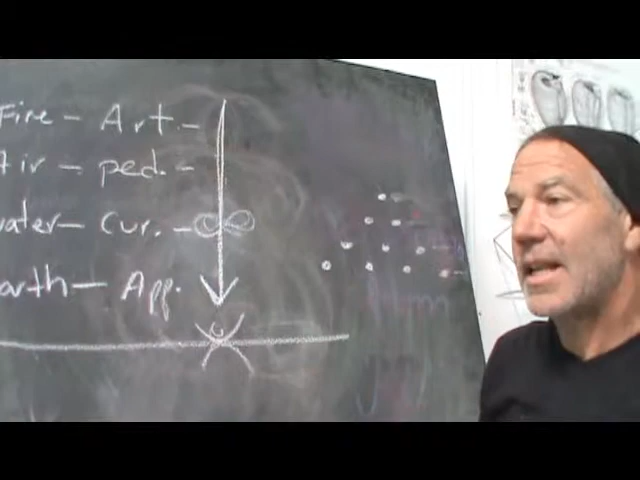 Fire - Art. -
Air - ped. -
water - Cur. -
arth - App.